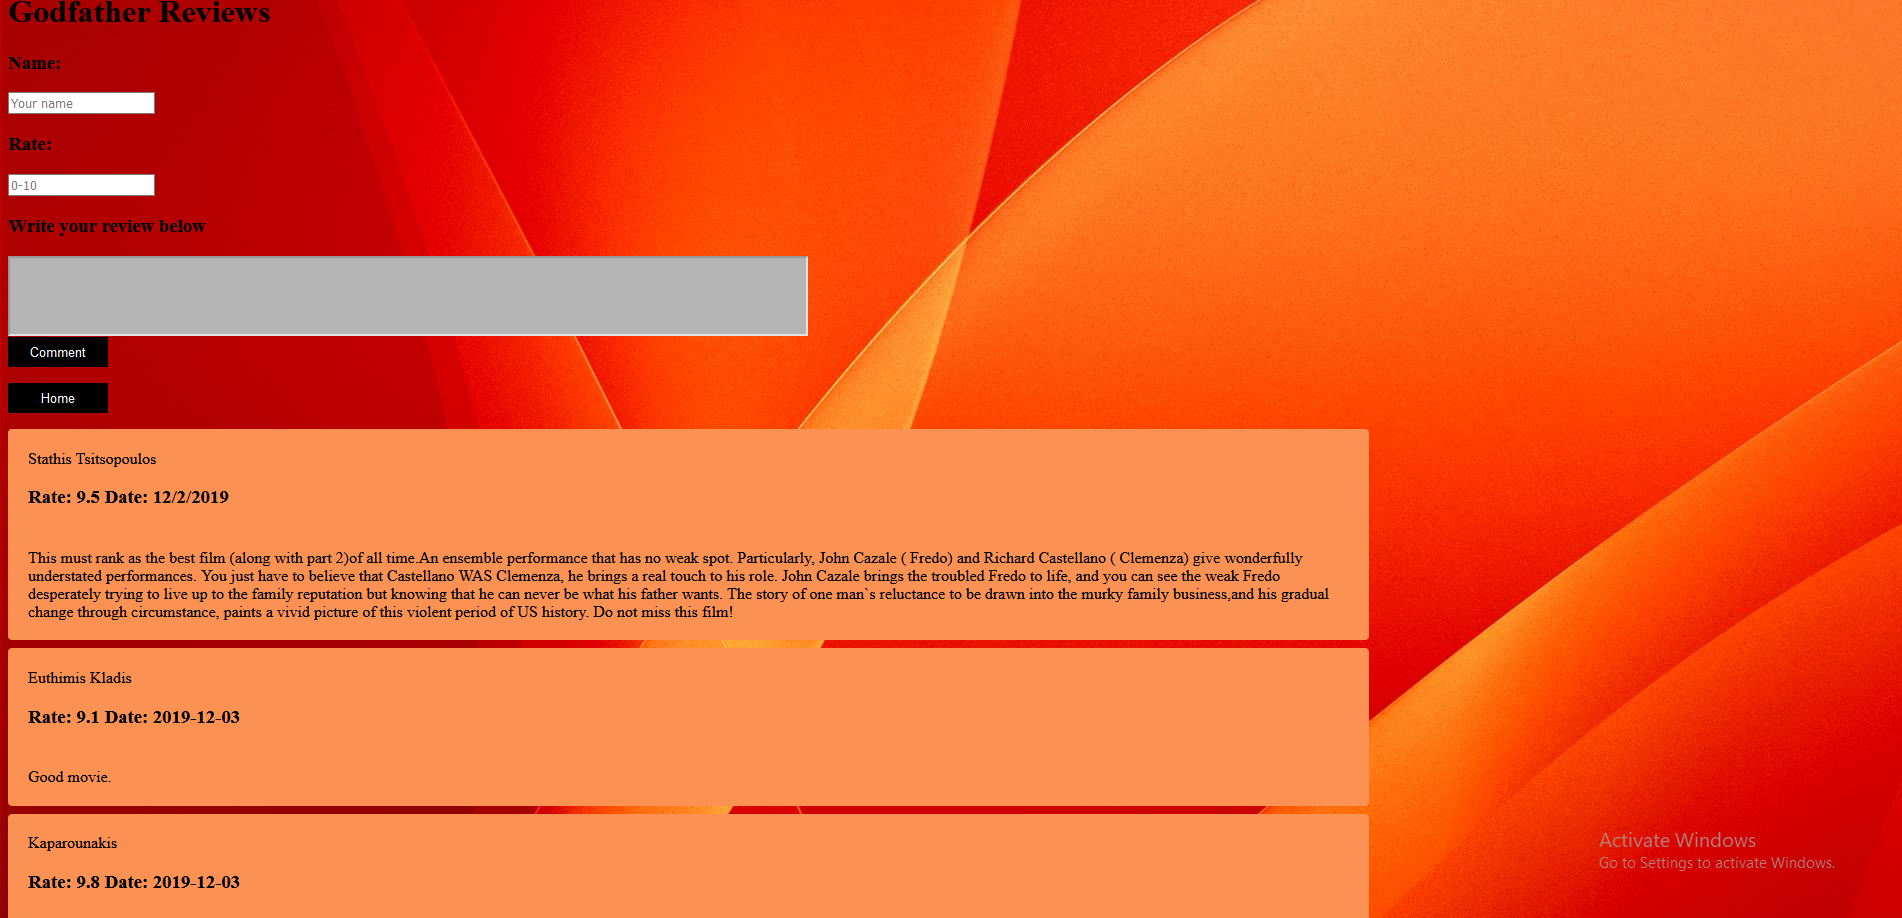 Godfather Reviews
Name:
Your name
Rate:
0-10
Write your review below
Comment
Home
Stathis Tsitsopoulos
Rate: 9.5 Date: 12/2/2019
This must rank as the best film (along with part 2)of all time.An ensemble performance that has no weak spot. Particularly, John Cazale ( Fredo) and Richard Castellano ( Clemenza) give wonderfully
understated performances. You just have to believe that Castellano WAS Clemenza, he brings a real touch to his role. John Cazale brings the troubled Fredo to life, and you can see the weak Fredo
desperately trying to live up to the family reputation but knowing that he can never be what his father wants. The story of one man`s reluctance to be drawn into the murky family business,and his gradual
change through circumstance, paints a vivid picture of this violent period of US history. Do not miss this film!
Euthimis Kladis
Rate: 9.1 Date: 2019-12-03
Good movie.
Kaparounakis
Rate: 9.8 Date: 2019-12-03
Activate Windows
Go to Settings to activate Windows.